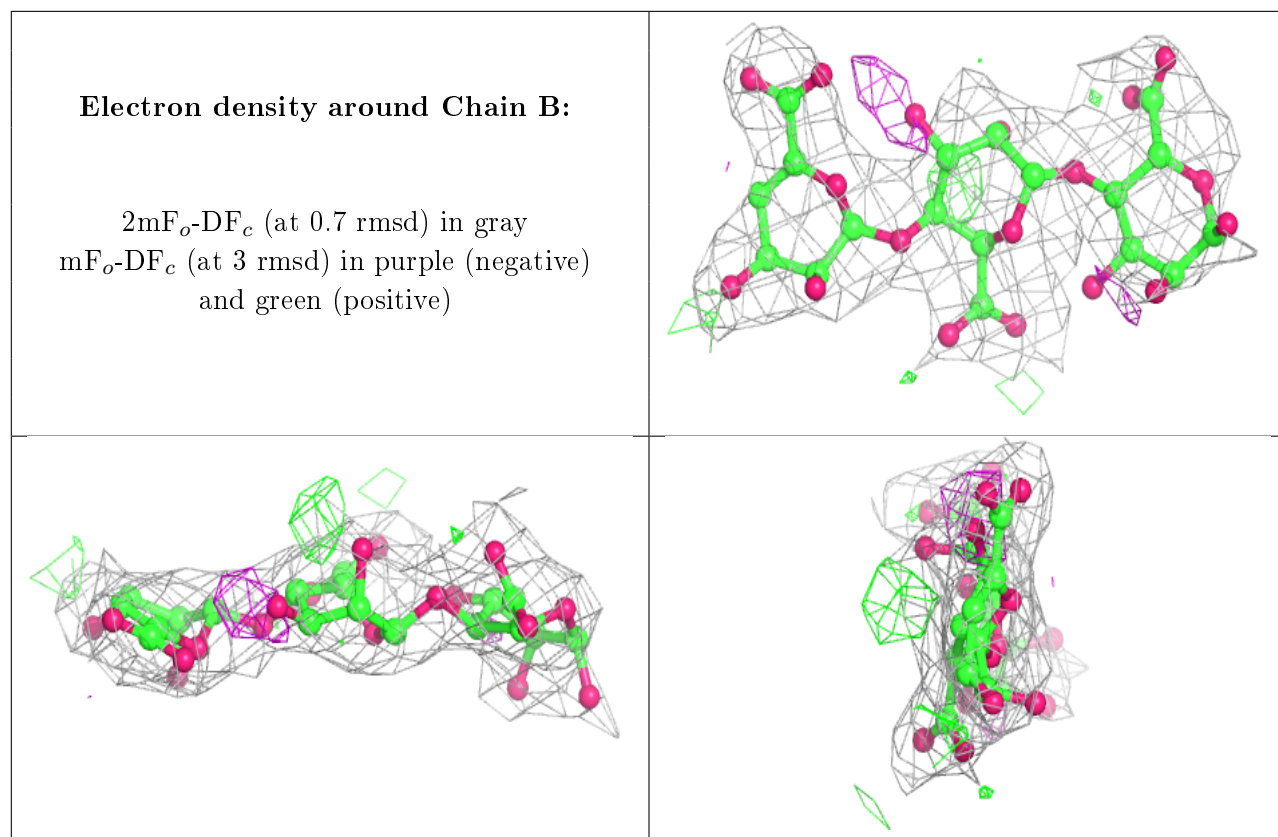 Electron density around Chain B:
2mFo-DFc (at 0.7 rmsd) in gray
mFo-DFc (at 3 rmsd) in purple (negative)
and green (positive)